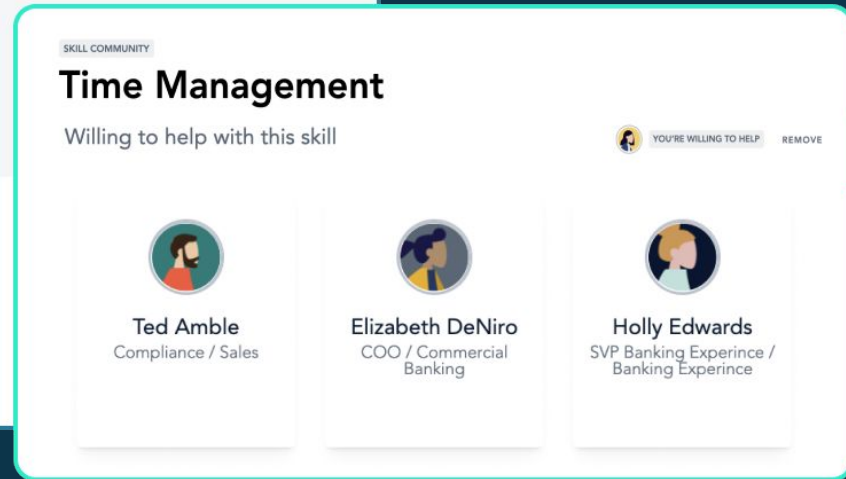 SKILL COMMUNITY
Time Management
Willing to help with this skill
YOU'RE WILLING TO HELP
REMOVE
Ted Amble
Compliance / Sales
Elizabeth DeNiro
COO / Commercial
Banking
Holly Edwards
SVP Banking Experince /
Banking Experince